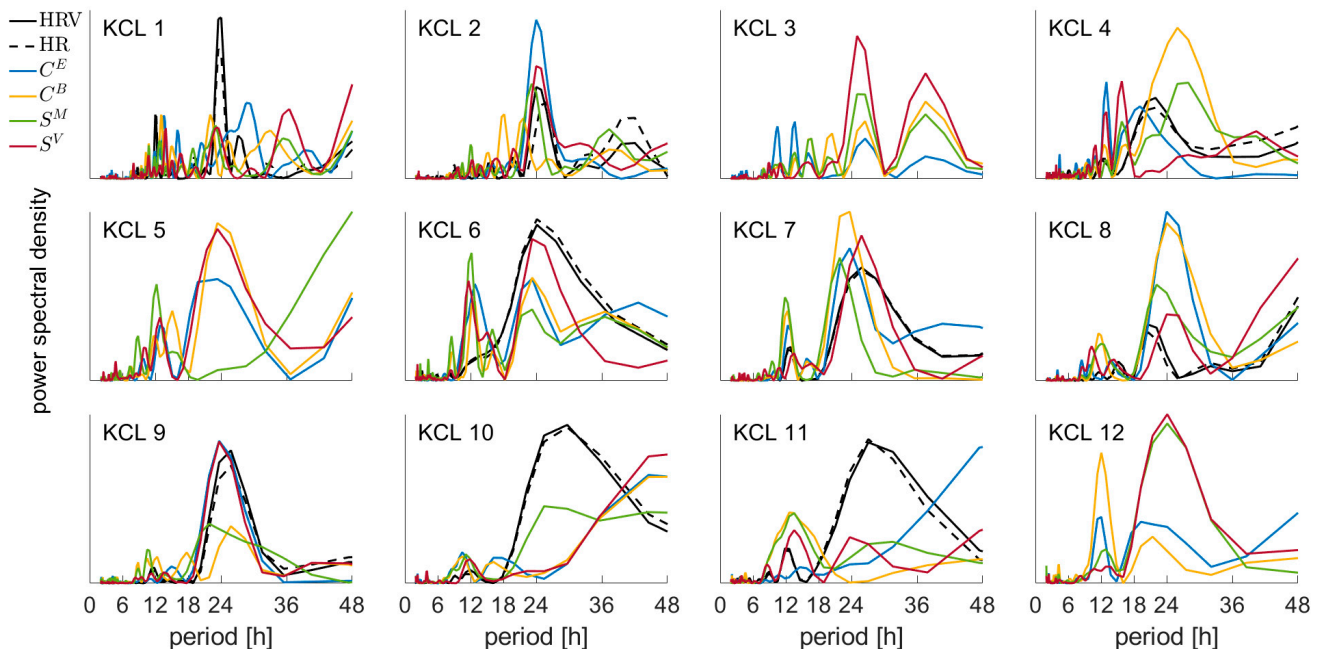 HRV
HR
C^E
C^B
S^M
S^V
KCL 1
KCL 2
KCL 3
KCL 4
power spectral density
KCL 5
KCL 6
KCL 7
KCL 8
KCL 9
KCL 10
KCL 11
KCL 12
0 6 12 18 24 36 48
0 6 12 18 24 36 48
0 6 12 18 24 36 48
0 6 12 18 24 36 48
period [h]
period [h]
period [h]
period [h]